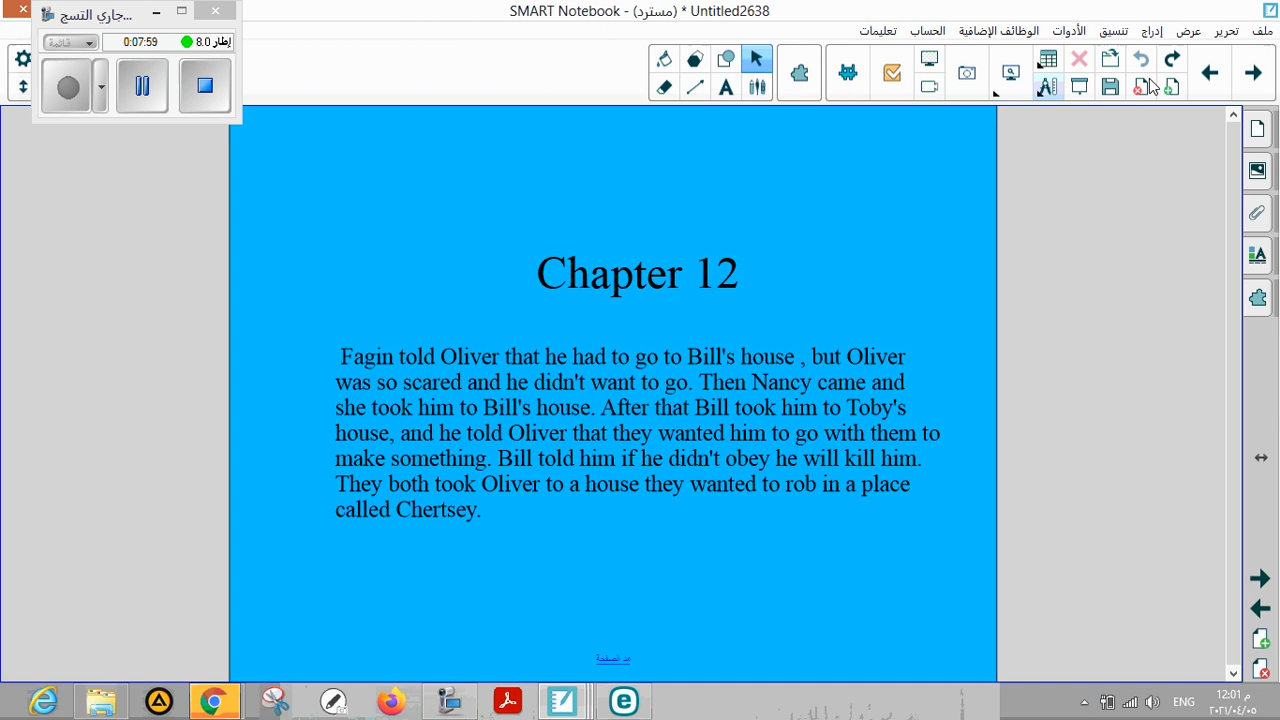 جاري التسج...
SMART Notebook - (مسترد) * Untitled2638
قائمة
0:07:59
إطار 8.0
ملف
تحرير
عرض
إدراج
تنسيق
الأدوات
الوظائف الإضافية
الحساب
تعليمات
Chapter 12
Fagin told Oliver that he had to go to Bill's house , but Oliver
was so scared and he didn't want to go. Then Nancy came and
she took him to Bill's house. After that Bill took him to Toby's
house, and he told Oliver that they wanted him to go with them to
make something. Bill told him if he didn't obey he will kill him.
They both took Oliver to a house they wanted to rob in a place
called Chertsey.
مد الصفحة
ENG
12:01 م
٢٠٢١/٠٤/٠٥